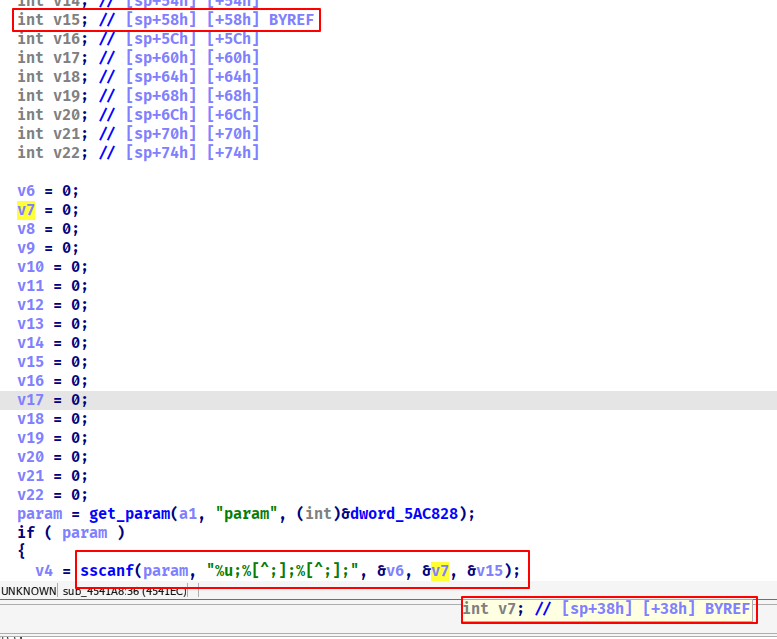 int v14; // [sp+54h] [+54h]
int v15; // [sp+58h] [+58h] BYREF
int v16; // [sp+5Ch] [+5Ch]
int v17; // [sp+60h] [+60h]
int v18; // [sp+64h] [+64h]
int v19; // [sp+68h] [+68h]
int v20; // [sp+6Ch] [+6Ch]
int v21; // [sp+70h] [+70h]
int v22; // [sp+74h] [+74h]
v6 = 0;
v7 = 0;
v8 = 0;
v9 = 0;
v10 = 0;
v11 = 0;
v12 = 0;
v13 = 0;
v14 = 0;
v15 = 0;
v16 = 0;
v17 = 0;
v18 = 0;
v19 = 0;
v20 = 0;
v21 = 0;
v22 = 0;
param = get_param(a1, "param", (int)&dword_5AC828);
if ( param )
{
v4 = sscanf(param, "%u;%[^;];%[^;];", &v6, &v7, &v15);
UNKNOWN sub_4541A8:36 (4541EC)
int v7; // [sp+38h] [+38h] BYREF